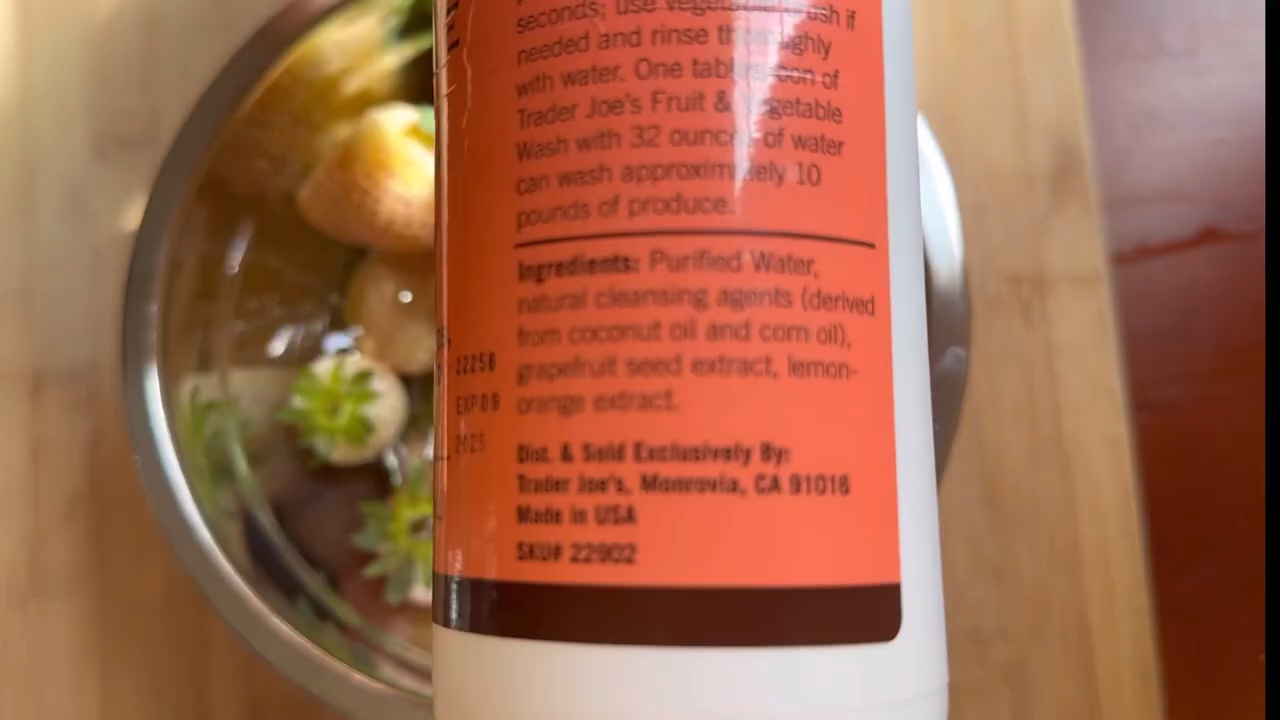 seconds; use vegetable wash if
needed and rinse thoroughly
with water. One tablespoon of
Trader Joe's Fruit & Vegetable
Wash with 32 ounces of water
can wash approximately 10
pounds of produce.
Ingredients: Purified Water,
natural cleansing agents (derived
from coconut oil and corn oil),
grapefruit seed extract, lemon-
orange extract.
22258
EXP09
2025
Dist. & Sold Exclusively By:
Trader Joe's, Monrovia, CA 91016
Made in USA
SKU# 22902